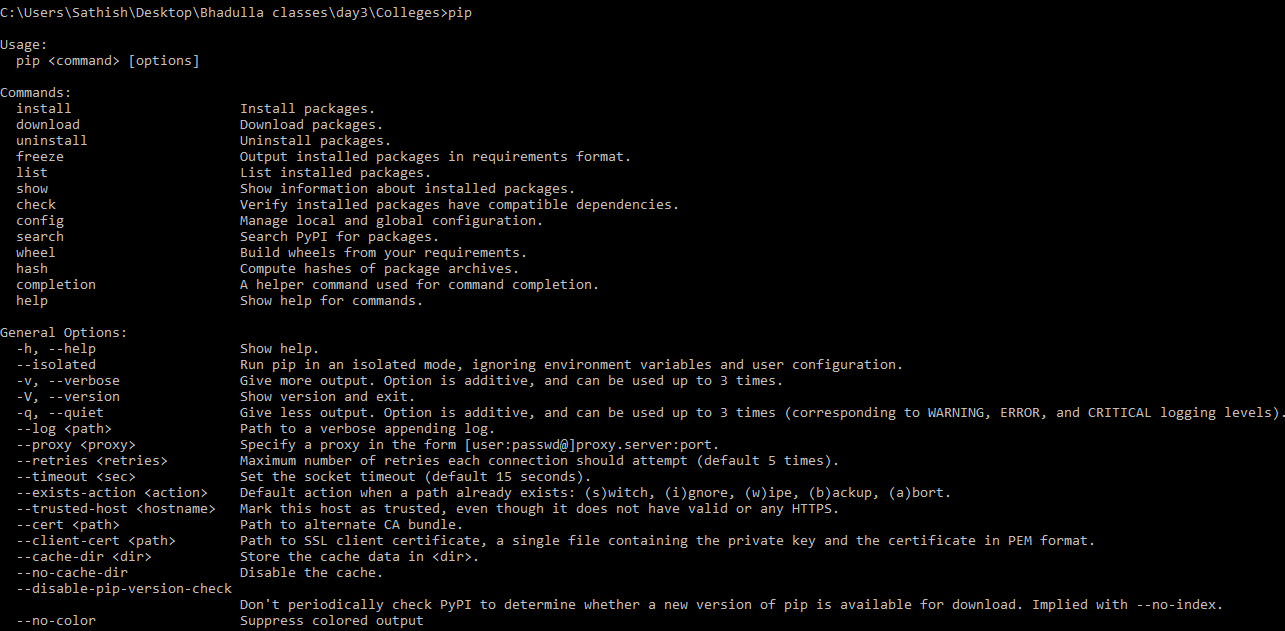 C:\Users\Sathish\Desktop\Bhadulla classes\day3\Colleges>pip
Usage:
  pip <command> [options]
Commands:
  install                     Install packages.
  download                    Download packages.
  uninstall                   Uninstall packages.
  freeze                      Output installed packages in requirements format.
  list                        List installed packages.
  show                        Show information about installed packages.
  check                       Verify installed packages have compatible dependencies.
  config                      Manage local and global configuration.
  search                      Search PyPI for packages.
  wheel                       Build wheels from your requirements.
  hash                        Compute hashes of package archives.
  completion                  A helper command used for command completion.
  help                        Show help for commands.
General Options:
  -h, --help                  Show help.
  --isolated                  Run pip in an isolated mode, ignoring environment variables and user configuration.
  -v, --verbose               Give more output. Option is additive, and can be used up to 3 times.
  -V, --version               Show version and exit.
  -q, --quiet                 Give less output. Option is additive, and can be used up to 3 times (corresponding to WARNING, ERROR, and CRITICAL logging levels).
  --log <path>                Path to a verbose appending log.
  --proxy <proxy>             Specify a proxy in the form [user:passwd@]proxy.server:port.
  --retries <retries>         Maximum number of retries each connection should attempt (default 5 times).
  --timeout <sec>             Set the socket timeout (default 15 seconds).
  --exists-action <action>    Default action when a path already exists: (s)witch, (i)gnore, (w)ipe, (b)ackup, (a)bort.
  --trusted-host <hostname>   Mark this host as trusted, even though it does not have valid or any HTTPS.
  --cert <path>               Path to alternate CA bundle.
  --client-cert <path>        Path to SSL client certificate, a single file containing the private key and the certificate in PEM format.
  --cache-dir <dir>           Store the cache data in <dir>.
  --no-cache-dir              Disable the cache.
  --disable-pip-version-check
                              Don't periodically check PyPI to determine whether a new version of pip is available for download. Implied with --no-index.
  --no-color                  Suppress colored output